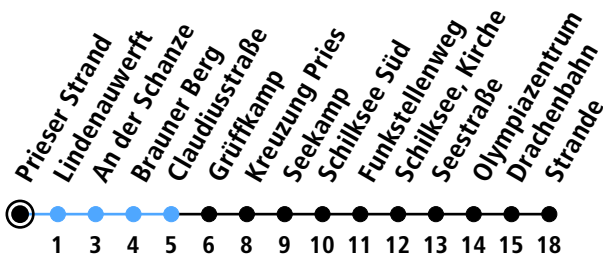 Prieser Strand
Lindenauwerft
An der Schanze
Brauner Berg
Claudiusstraße
Grüffkamp
Kreuzung Pries
Seekamp
Schilksee Süd
Funkstellenweg
Schilksee, Kirche
Seestraße
Olympiazentrum
Drachenbahn
Strande
1 3 4 5 6 8 9 10 11 12 13 14 15 18